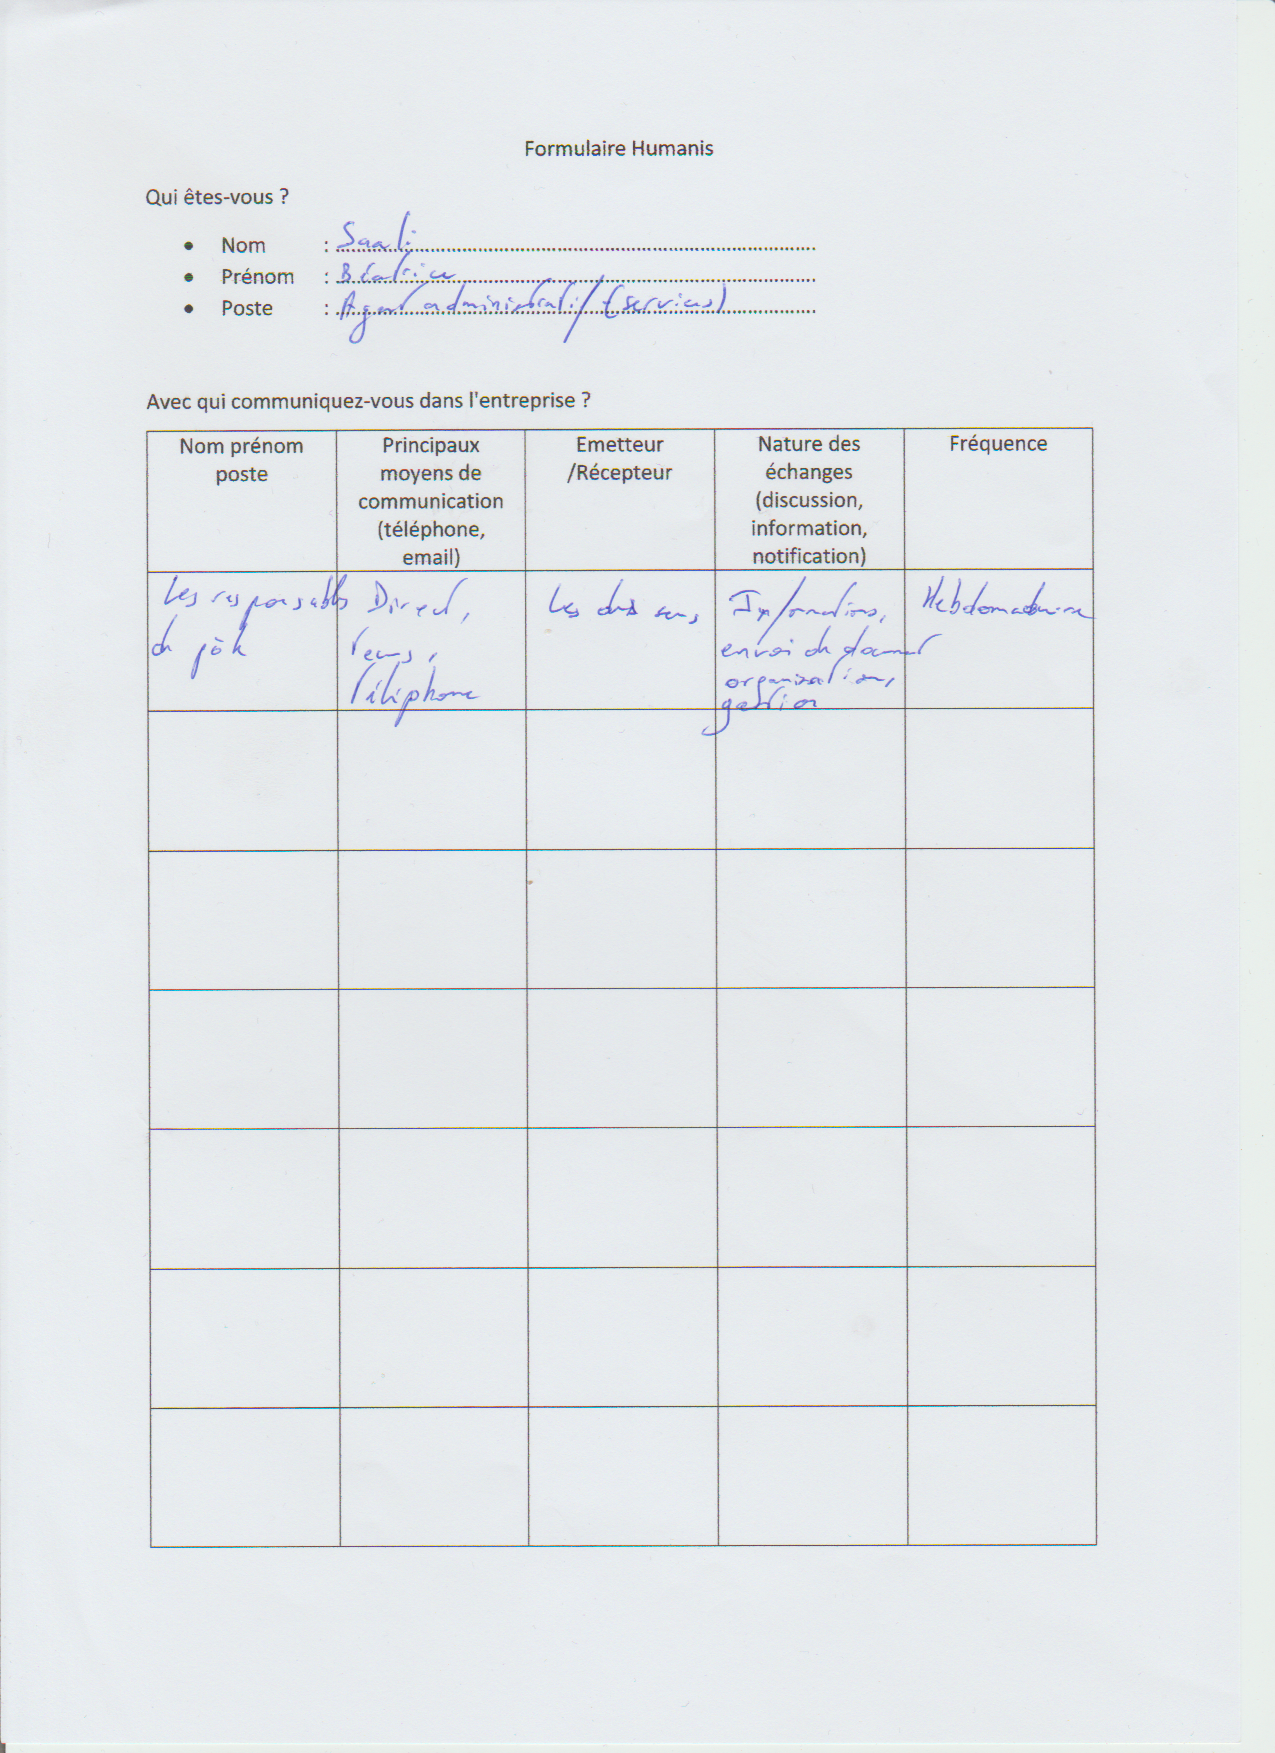 Formulaire Humanis
Qui êtes-vous ?
• Nom : Saali
• Prénom : Béatrice
• Poste : Agent administratif (services)
Avec qui communiquez-vous dans l'entreprise ?
Nom prénom
poste
Principaux
moyens de
communication
(téléphone,
email)
Emetteur
/Récepteur
Nature des
échanges
(discussion,
information,
notification)
Fréquence
Les responsables
de pôle
Direct,
Téléphone
Les deux sens
Informations,
envoi de
organisation,
gestion
Hebdomadaire